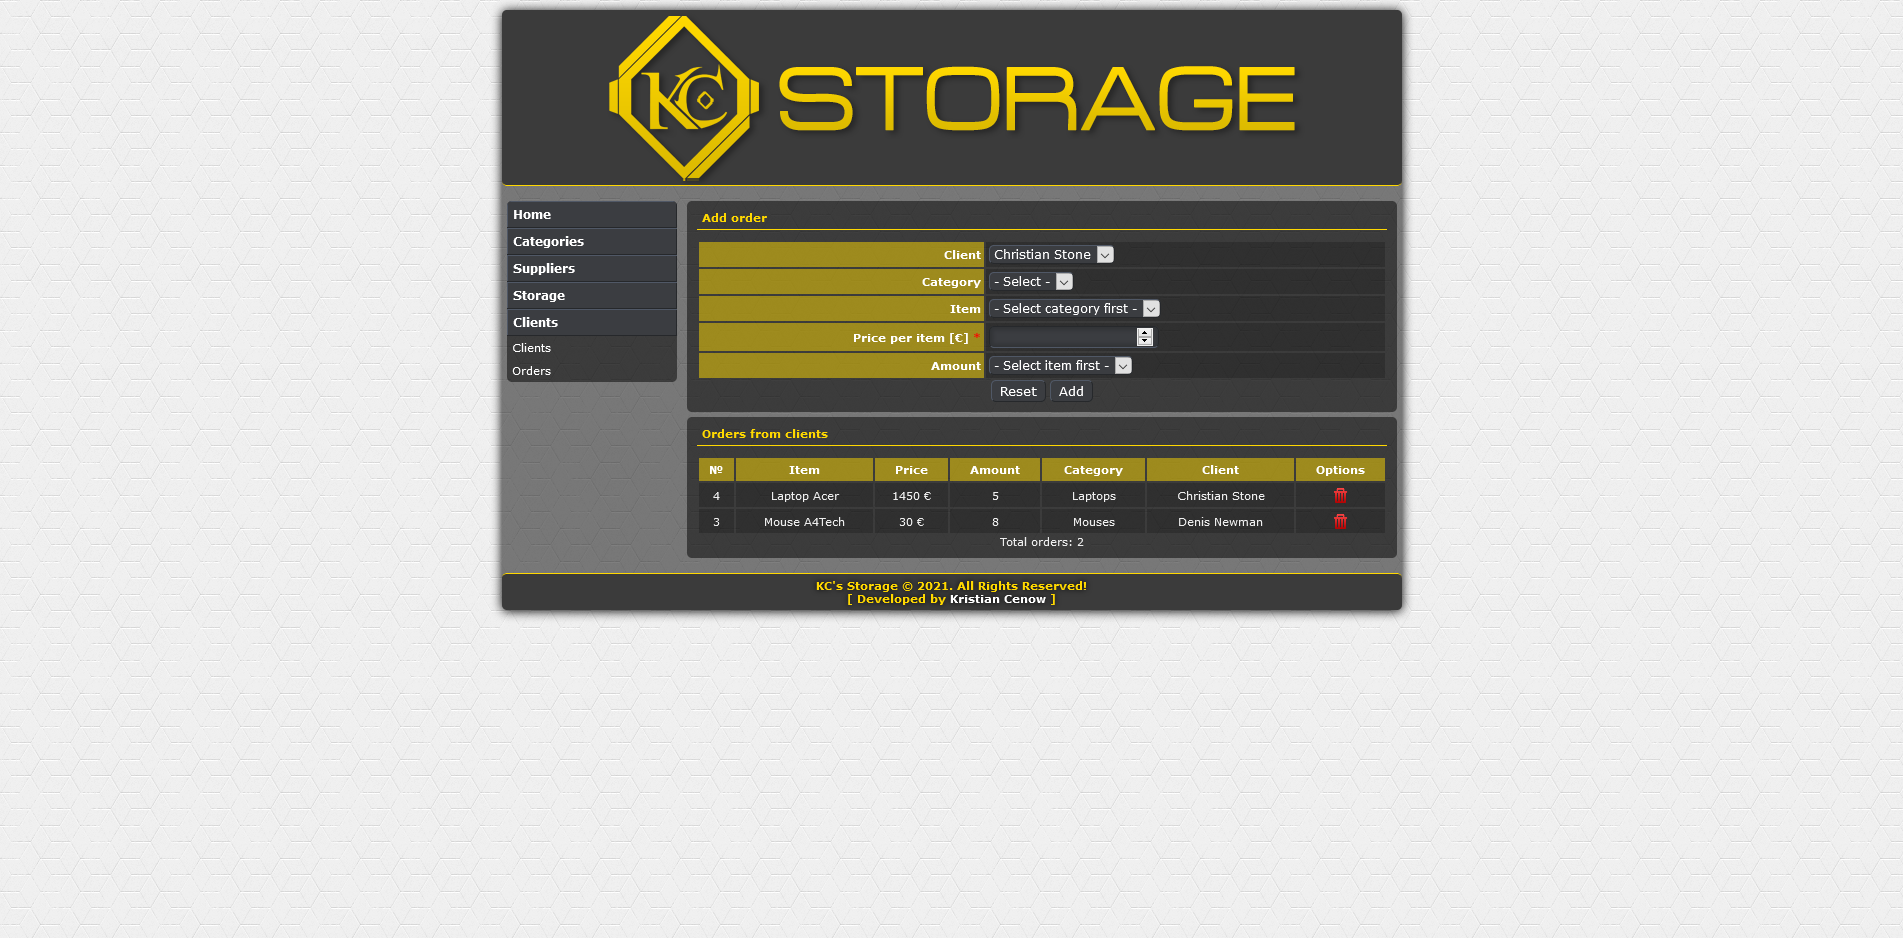 KC STORAGE
Home
Categories
Suppliers
Storage
Clients
Clients
Orders
Add order
Client Christian Stone
Category - Select -
Item - Select category first -
Price per item [€] *
Amount - Select item first -
Reset Add
Orders from clients
№ Item Price Amount Category Client Options
4 Laptop Acer 1450 € 5 Laptops Christian Stone
3 Mouse A4Tech 30 € 8 Mouses Denis Newman
Total orders: 2
KC's Storage © 2021. All Rights Reserved!
[ Developed by Kristian Cenow ]